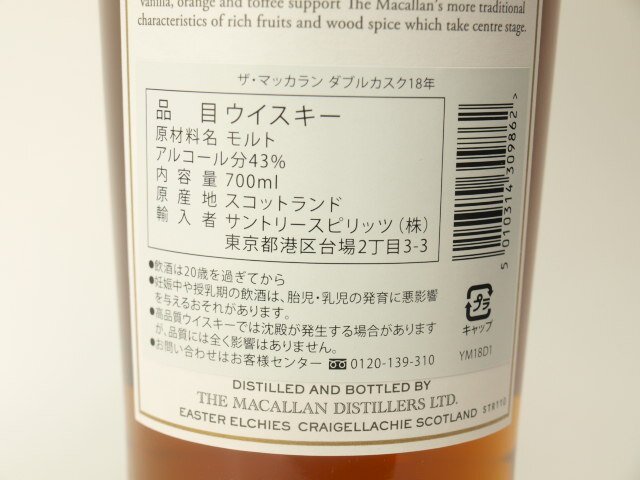 vanilla, orange and toffee support The Macallan's more traditional
characteristics of rich fruits and wood spice which take centre stage.
ザ・マッカラン ダブルカスク18年
品目 ウイスキー
原材料名 モルト
アルコール分43%
内容量 700ml
原産地 スコットランド
輸入者 サントリースピリッツ(株)
東京都港区台場2丁目3-3
5 010314 309862 >
●飲酒は20歳を過ぎてから
●妊娠中や授乳期の飲酒は、胎児・乳児の発育に悪影響
を与えるおそれがあります。
●高品質ウイスキーでは沈殿が発生する場合があります
が、品質には全く影響はありません。
●お問い合わせはお客様センター 0120-139-310
プラ
キャップ
YM18D1
DISTILLED AND BOTTLED BY
THE MACALLAN DISTILLERS LTD.
EASTER ELCHIES CRAIGELLACHIE SCOTLAND
STR110